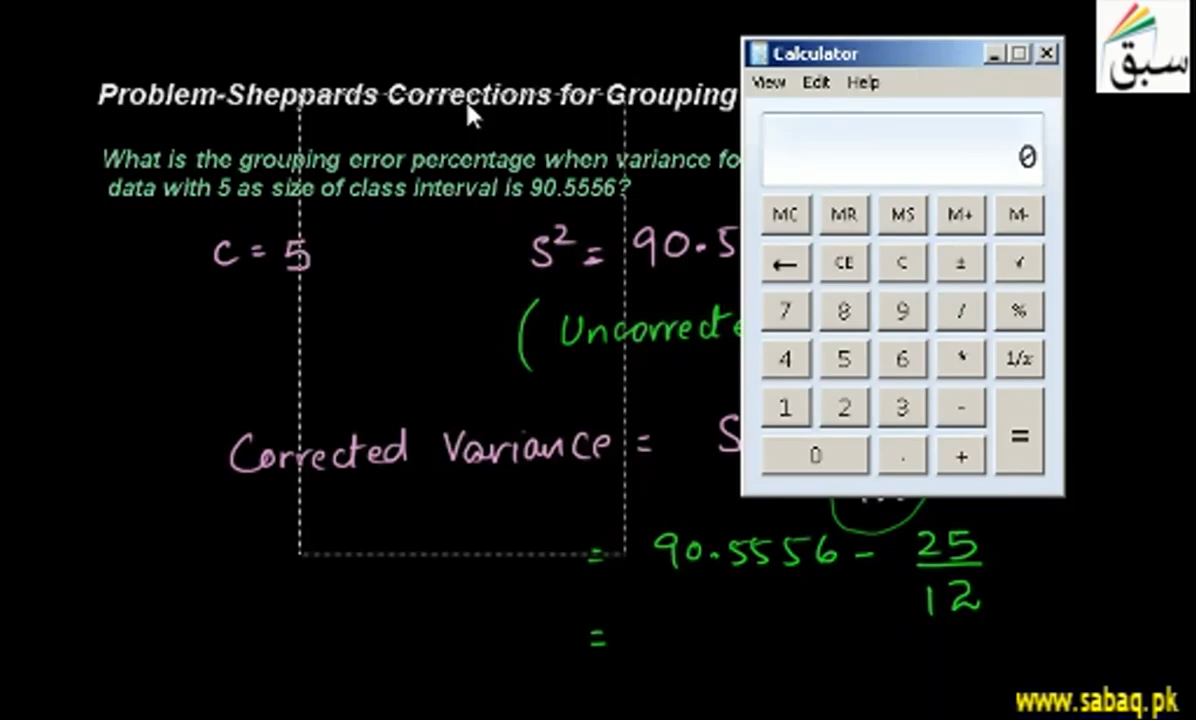 سبق
Problem-Sheppards Corrections for Grouping
What is the grouping error percentage when variance fo
data with 5 as size of class interval is 90.5556?
c = 5
S² = 90.5
( Uncorrecte
Corrected Variance = S
= 90.5556 - 25/12
=
Calculator
View Edit Help
0
MC MR MS M+ M-
← CE C ± √
7 8 9 / %
4 5 6 * 1/x
1 2 3 - =
0 . +
www.sabaq.pk